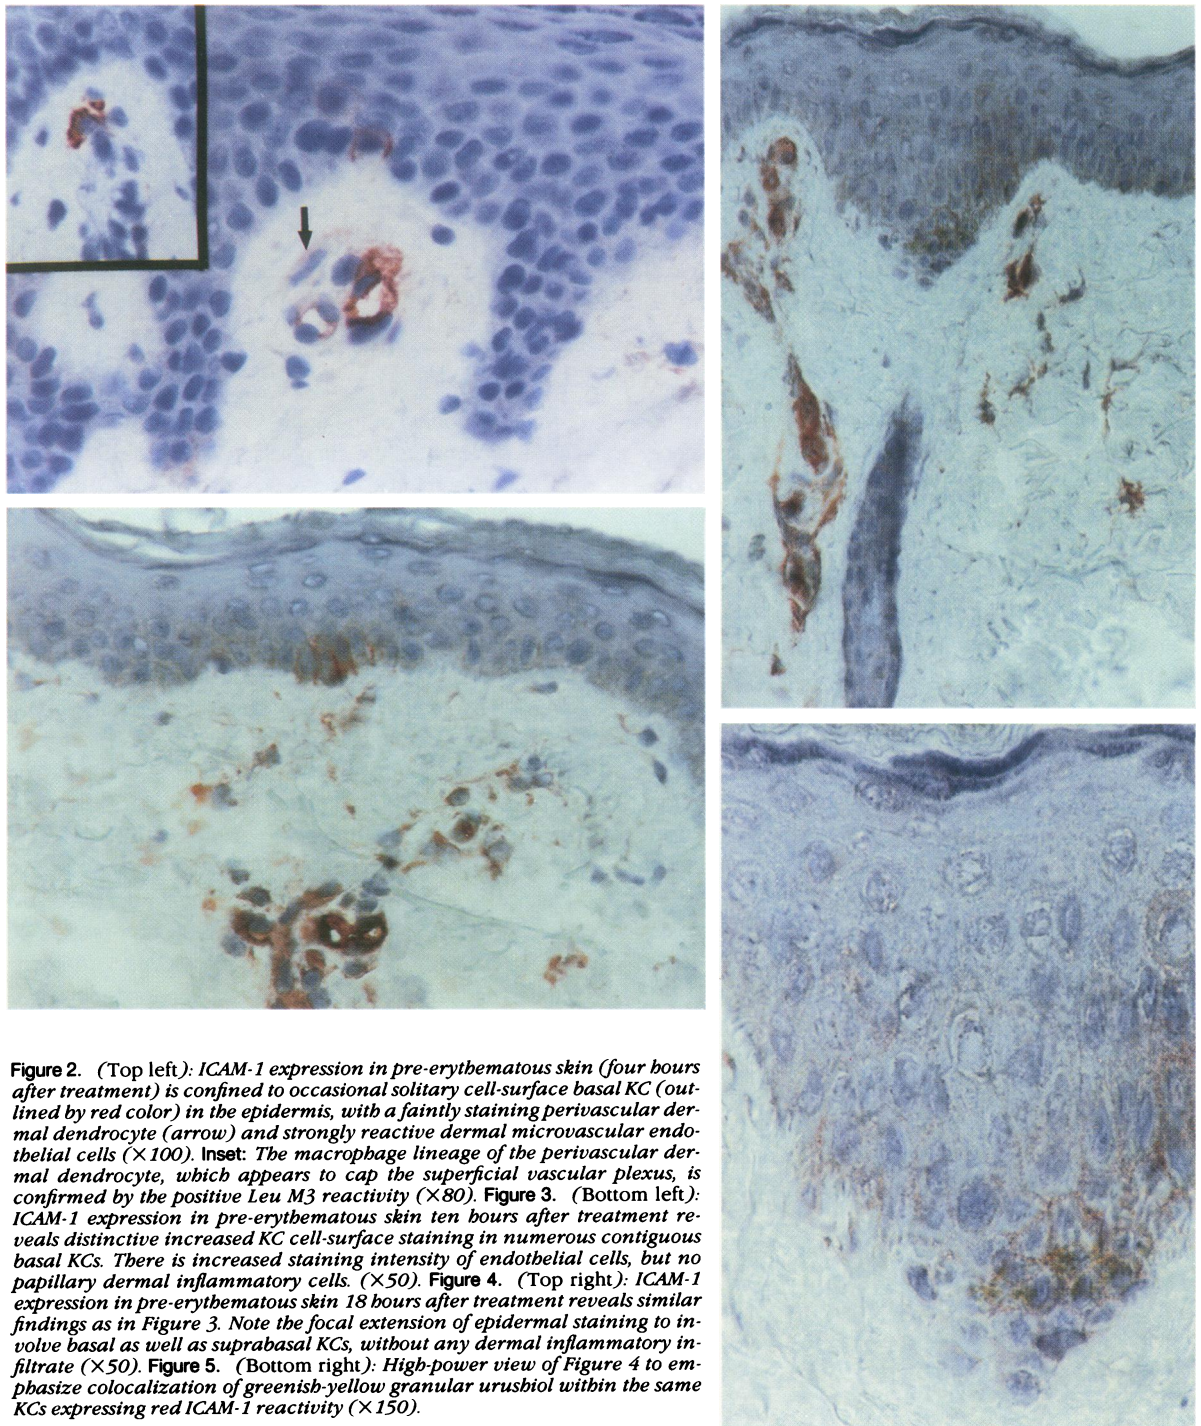 Figure 2. (Top left): ICAM-1 expression in pre-erythematous skin (four hours
after treatment) is confined to occasional solitary cell-surface basal KC (out-
lined by red color) in the epidermis, with a faintly staining perivascular der-
mal dendrocyte (arrow) and strongly reactive dermal microvascular endo-
thelial cells (×100). Inset: The macrophage lineage of the perivascular der-
mal dendrocyte, which appears to cap the superficial vascular plexus, is
confirmed by the positive Leu M3 reactivity (×80). Figure 3. (Bottom left):
ICAM-1 expression in pre-erythematous skin ten hours after treatment re-
veals distinctive increased KC cell-surface staining in numerous contiguous
basal KCs. There is increased staining intensity of endothelial cells, but no
papillary dermal inflammatory cells. (×50). Figure 4. (Top right): ICAM-1
expression in pre-erythematous skin 18 hours after treatment reveals similar
findings as in Figure 3. Note the focal extension of epidermal staining to in-
volve basal as well as suprabasal KCs, without any dermal inflammatory in-
filtrate (×50). Figure 5. (Bottom right): High-power view of Figure 4 to em-
phasize colocalization of greenish-yellow granular urushiol within the same
KCs expressing red ICAM-1 reactivity (×150).